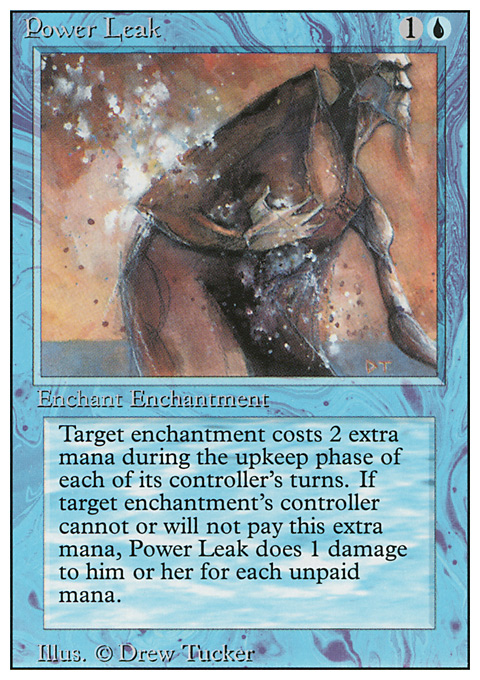 Power Leak 1
D T
Enchant Enchantment
Target enchantment costs 2 extra
mana during the upkeep phase of
each of its controller's turns. If
target enchantment's controller
cannot or will not pay this extra
mana, Power Leak does 1 damage
to him or her for each unpaid
mana.
Illus. © Drew Tucker